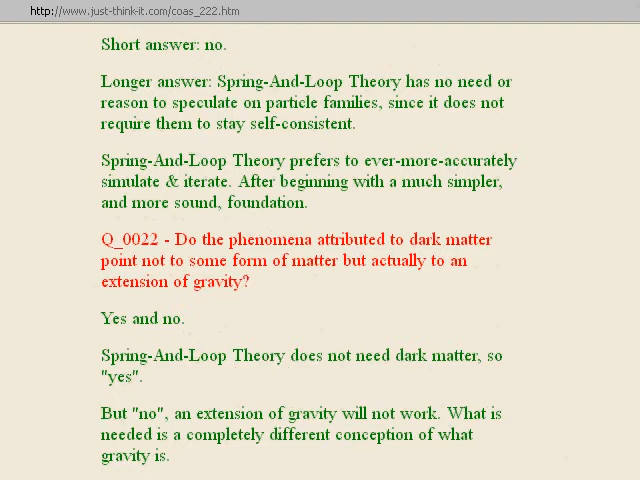 http://www.just-think-it.com/coas_222.htm
Short answer: no.
Longer answer: Spring-And-Loop Theory has no need or
reason to speculate on particle families, since it does not
require them to stay self-consistent.
Spring-And-Loop Theory prefers to ever-more-accurately
simulate & iterate. After beginning with a much simpler,
and more sound, foundation.
Q_0022 - Do the phenomena attributed to dark matter
point not to some form of matter but actually to an
extension of gravity?
Yes and no.
Spring-And-Loop Theory does not need dark matter, so
"yes".
But "no", an extension of gravity will not work. What is
needed is a completely different conception of what
gravity is.